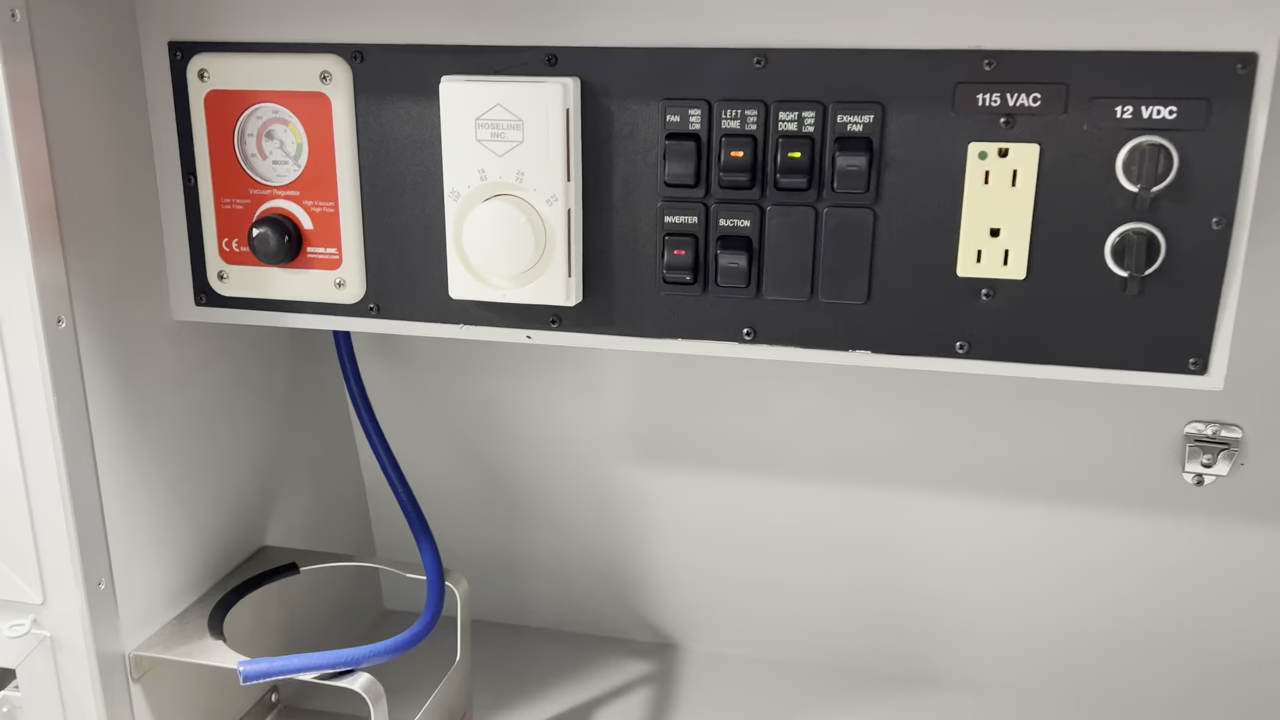 Vacuum Regulator
Low Vacuum
Low Flow
High Vacuum
High Flow
CE
HOSELINE
INC.
FAN
HIGH
MED
LOW
LEFT
DOME
HIGH
OFF
LOW
RIGHT
DOME
HIGH
OFF
LOW
EXHAUST
FAN
INVERTER
SUCTION
115 VAC
12 VDC